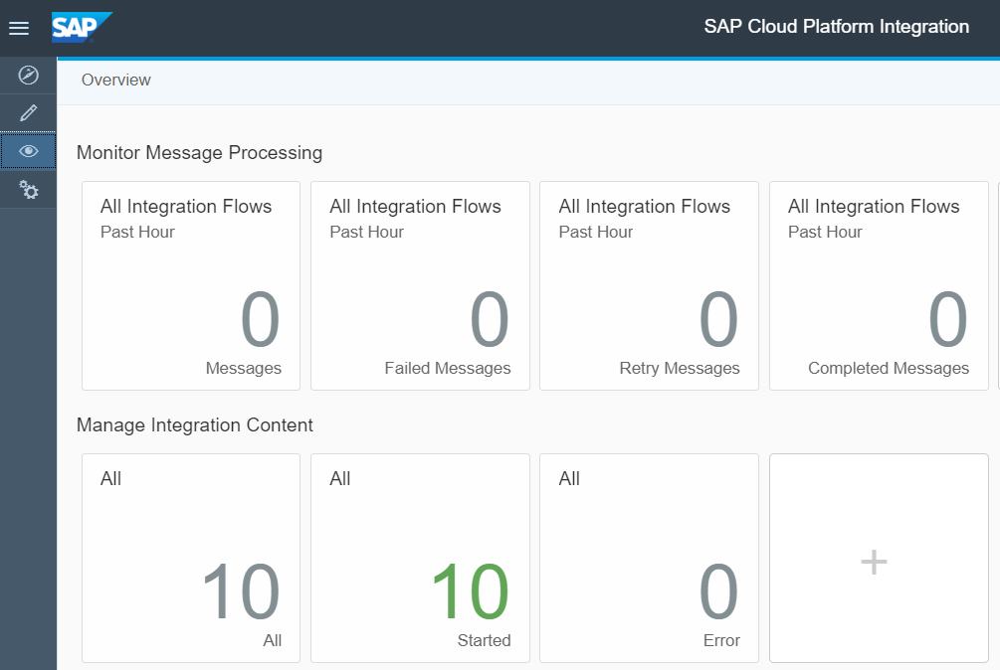 SAP
SAP Cloud Platform Integration
Overview
Monitor Message Processing
All Integration Flows
Past Hour
0
Messages
All Integration Flows
Past Hour
0
Failed Messages
All Integration Flows
Past Hour
0
Retry Messages
All Integration Flows
Past Hour
0
Completed Messages
Manage Integration Content
All
10
All
All
10
Started
All
0
Error